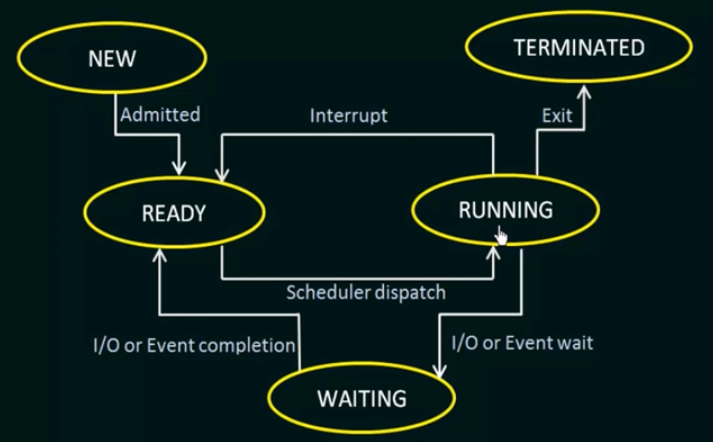 NEW
TERMINATED
Admitted
Interrupt
Exit
READY
RUNNING
Scheduler dispatch
I/O or Event completion
I/O or Event wait
WAITING